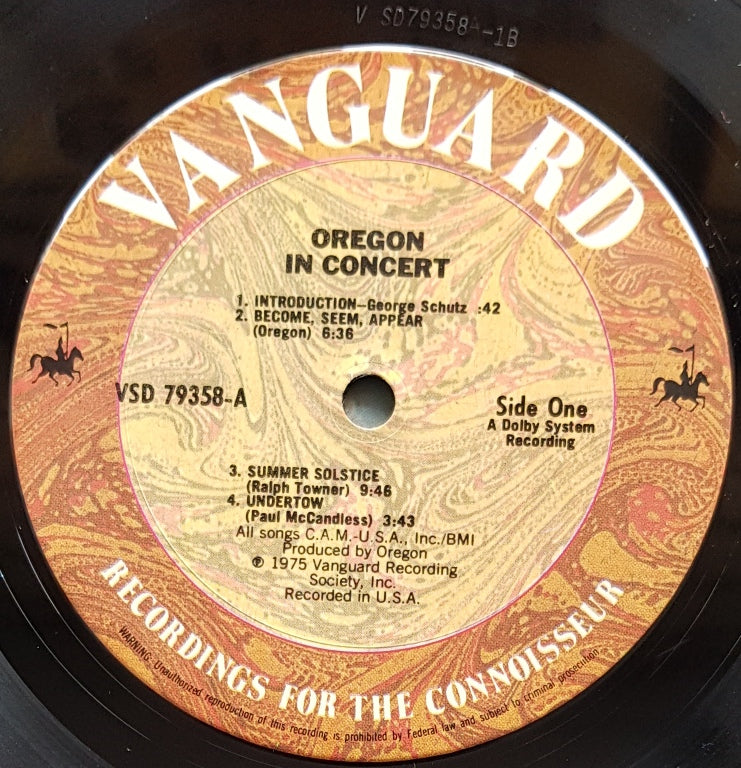 V SD79358-A-1B
VANGUARD
OREGON
IN CONCERT
1. INTRODUCTION—George Schutz :42
2. BECOME, SEEM, APPEAR
(Oregon) 6:36
VSD 79358-A
Side One
A Dolby System
Recording
3. SUMMER SOLSTICE
(Ralph Towner) 9:46
4. UNDERTOW
(Paul McCandless) 3:43
All songs C.A.M.-U.S.A., Inc./BMI
Produced by Oregon
℗ 1975 Vanguard Recording
Society, Inc.
Recorded in U.S.A.
RECORDINGS FOR THE CONNOISSEUR
WARNING: Unauthorized reproduction of this recording is prohibited by Federal law and subject to criminal prosecution